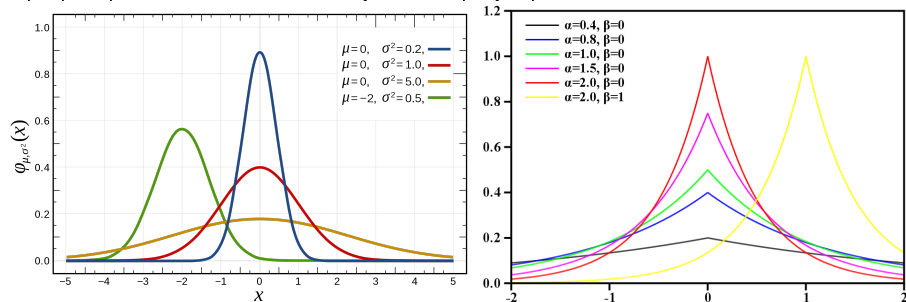 1.0
0.8
0.6
0.4
0.2
0.0
-5 -4 -3 -2 -1 0 1 2 3 4 5
x
φμ,σ²(x)
μ=0, σ²=0.2,
μ=0, σ²=1.0,
μ=0, σ²=5.0,
μ=−2, σ²=0.5,
1.2
1.0
0.8
0.6
0.4
0.2
0.0
-2 -1 0 1 2
α=0.4, β=0
α=0.8, β=0
α=1.0, β=0
α=1.5, β=0
α=2.0, β=0
α=2.0, β=1